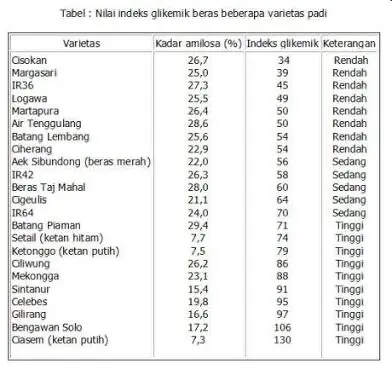 Tabel : Nilai indeks glikemik beras beberapa varietas padi
Varietas Kadar amilosa (%) Indeks glikemik Keterangan
Cisokan 26,7 34 Rendah
Margasari 25,0 39 Rendah
IR36 27,3 45 Rendah
Logawa 25,5 49 Rendah
Martapura 26,4 50 Rendah
Air Tenggulang 28,6 50 Rendah
Batang Lembang 25,6 54 Rendah
Ciherang 22,9 54 Rendah
Aek Sibundong (beras merah) 22,0 56 Sedang
IR42 26,3 58 Sedang
Beras Taj Mahal 28,0 60 Sedang
Cigeulis 21,1 64 Sedang
IR64 24,0 70 Sedang
Batang Piaman 29,4 71 Tinggi
Setail (ketan hitam) 7,7 74 Tinggi
Ketonggo (ketan putih) 7,5 79 Tinggi
Ciliwung 26,2 86 Tinggi
Mekongga 23,1 88 Tinggi
Sintanur 15,4 91 Tinggi
Celebes 19,8 95 Tinggi
Gilirang 16,6 97 Tinggi
Bengawan Solo 17,2 106 Tinggi
Ciasem (ketan putih) 7,3 130 Tinggi